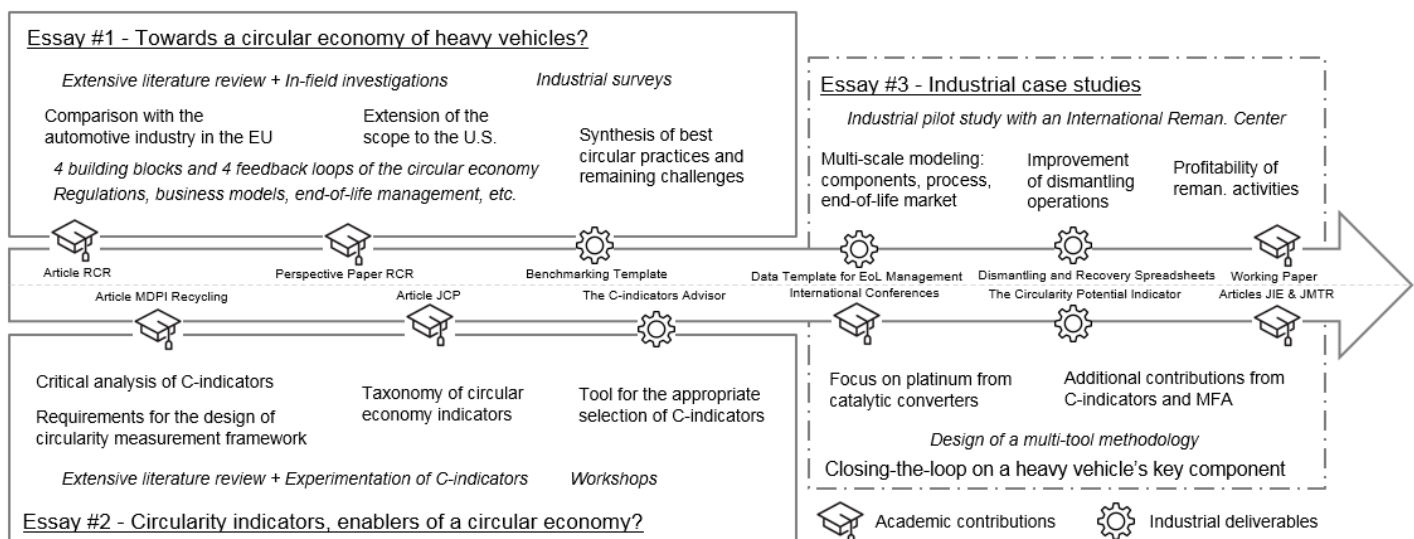 Essay #1 - Towards a circular economy of heavy vehicles?
Extensive literature review + In-field investigations
Industrial surveys
Comparison with the
automotive industry in the EU
Extension of the
scope to the U.S.
Synthesis of best
circular practices and
remaining challenges
4 building blocks and 4 feedback loops of the circular economy
Regulations, business models, end-of-life management, etc.
Essay #3 - Industrial case studies
Industrial pilot study with an International Reman. Center
Multi-scale modeling:
components, process,
end-of-life market
Improvement
of dismantling
operations
Profitability of
reman. activities
Article RCR
Perspective Paper RCR
Benchmarking Template
Data Template for EoL Management
Dismantling and Recovery Spreadsheets
Working Paper
Article MDPI Recycling
Article JCP
The C-indicators Advisor
International Conferences
The Circularity Potential Indicator
Articles JIE & JMTR
Critical analysis of C-indicators
Requirements for the design of
circularity measurement framework
Taxonomy of circular
economy indicators
Tool for the appropriate
selection of C-indicators
Extensive literature review + Experimentation of C-indicators
Workshops
Essay #2 - Circularity indicators, enablers of a circular economy?
Focus on platinum from
catalytic converters
Additional contributions from
C-indicators and MFA
Design of a multi-tool methodology
Closing-the-loop on a heavy vehicle's key component
Academic contributions
Industrial deliverables